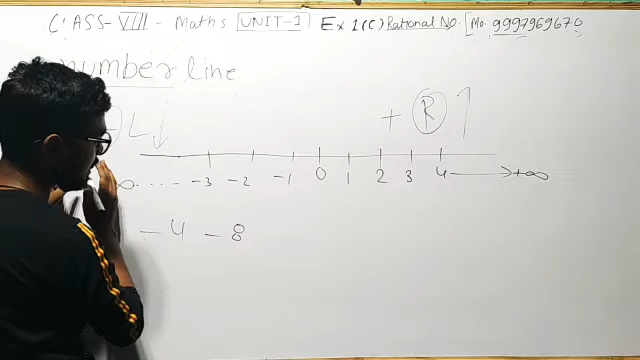 CLASS-VIII - Maths UNIT-1 Ex 1(C) Rational No. Mo. 9997969670
number line
L↓ + R ↑
∞ ..... -3 -2 -1 0 1 2 3 4 → +∞
-4 -8